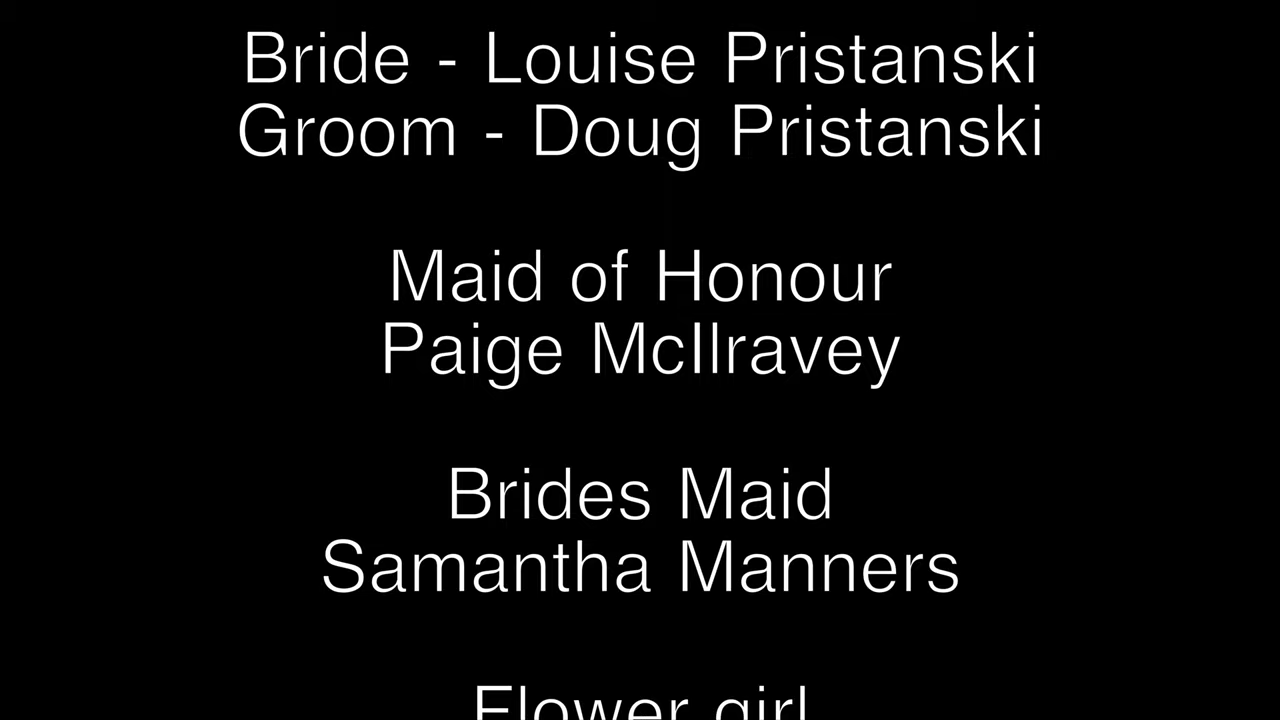 Bride - Louise Pristanski
Groom - Doug Pristanski
Maid of Honour
Paige McIlravey
Brides Maid
Samantha Manners
Flower girl